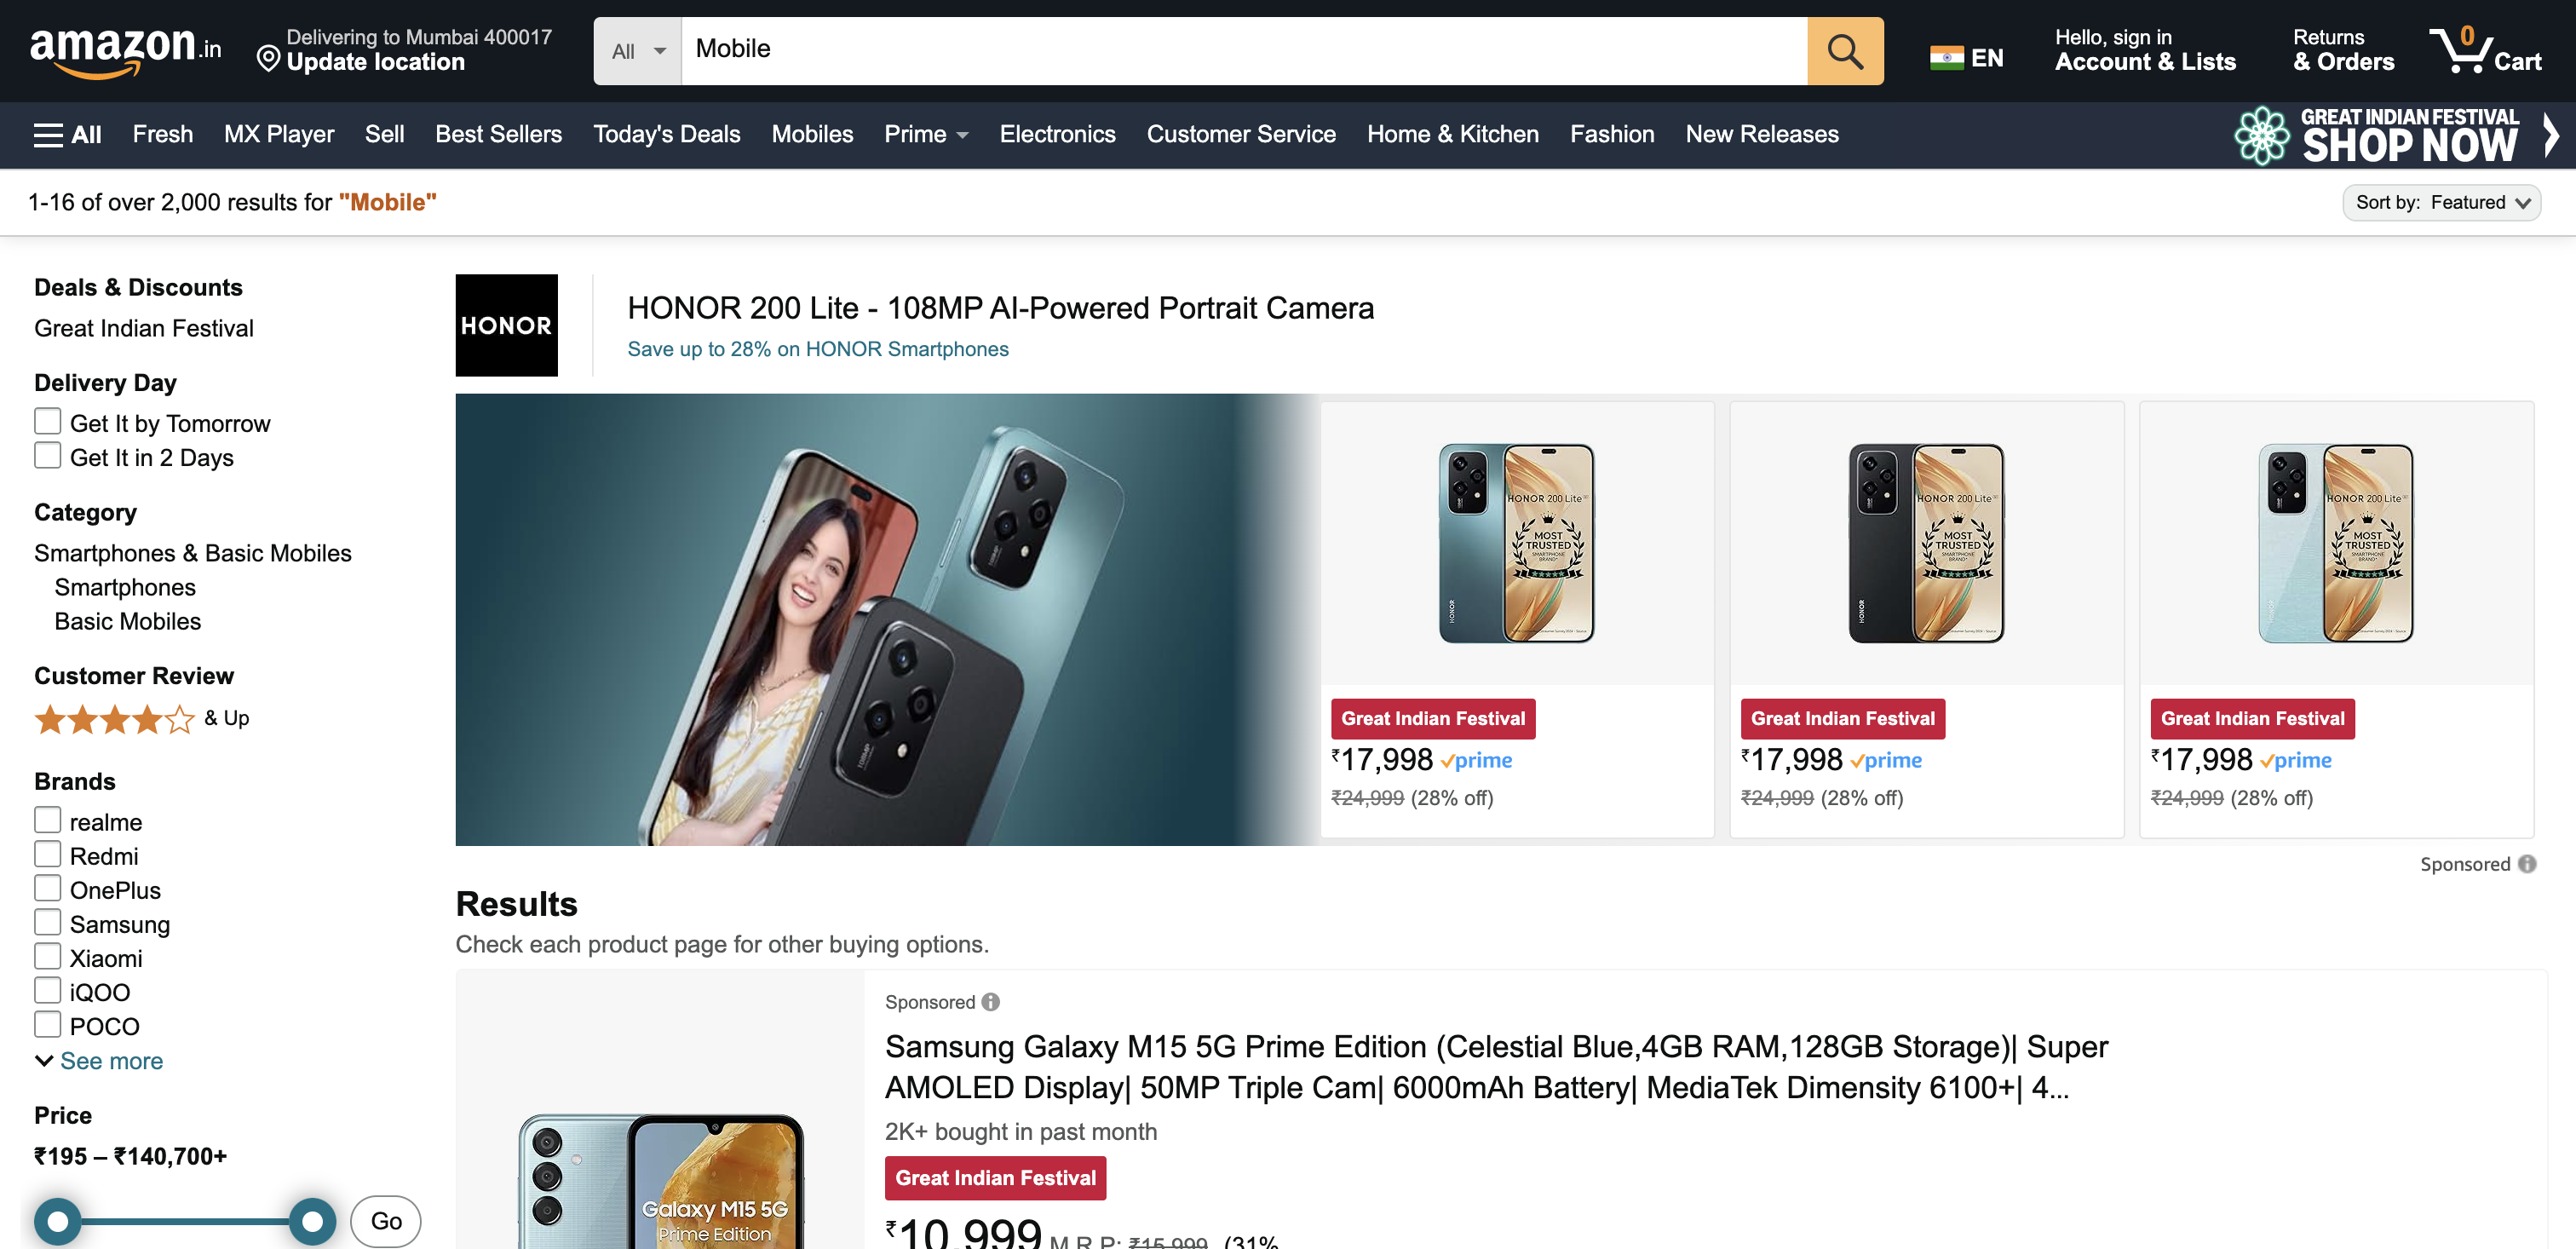 amazon.in
Delivering to Mumbai 400017
Update location
All
Mobile
EN
Hello, sign in
Account & Lists
Returns
& Orders
0
Cart
All
Fresh
MX Player
Sell
Best Sellers
Today's Deals
Mobiles
Prime
Electronics
Customer Service
Home & Kitchen
Fashion
New Releases
GREAT INDIAN FESTIVAL
SHOP NOW
1-16 of over 2,000 results for "Mobile"
Sort by: Featured
Deals & Discounts
Great Indian Festival
Delivery Day
Get It by Tomorrow
Get It in 2 Days
Category
Smartphones & Basic Mobiles
Smartphones
Basic Mobiles
Customer Review
& Up
Brands
realme
Redmi
OnePlus
Samsung
Xiaomi
iQOO
POCO
See more
Price
₹195 – ₹140,700+
Go
HONOR
HONOR 200 Lite - 108MP AI-Powered Portrait Camera
Save up to 28% on HONOR Smartphones
108MP
HONOR
HONOR 200 Lite
MOST
TRUSTED
SMARTPHONE
BRAND*
Great Indian Festival
₹17,998 prime
₹24,999 (28% off)
HONOR
HONOR 200 Lite
MOST
TRUSTED
SMARTPHONE
BRAND*
Great Indian Festival
₹17,998 prime
₹24,999 (28% off)
HONOR
HONOR 200 Lite
MOST
TRUSTED
SMARTPHONE
BRAND*
Great Indian Festival
₹17,998 prime
₹24,999 (28% off)
Sponsored
Results
Check each product page for other buying options.
Galaxy M15 5G
Prime Edition
Sponsored
Samsung Galaxy M15 5G Prime Edition (Celestial Blue,4GB RAM,128GB Storage)| Super
AMOLED Display| 50MP Triple Cam| 6000mAh Battery| MediaTek Dimensity 6100+| 4...
2K+ bought in past month
Great Indian Festival
₹10,999 M.R.P: ₹15,999 (31%